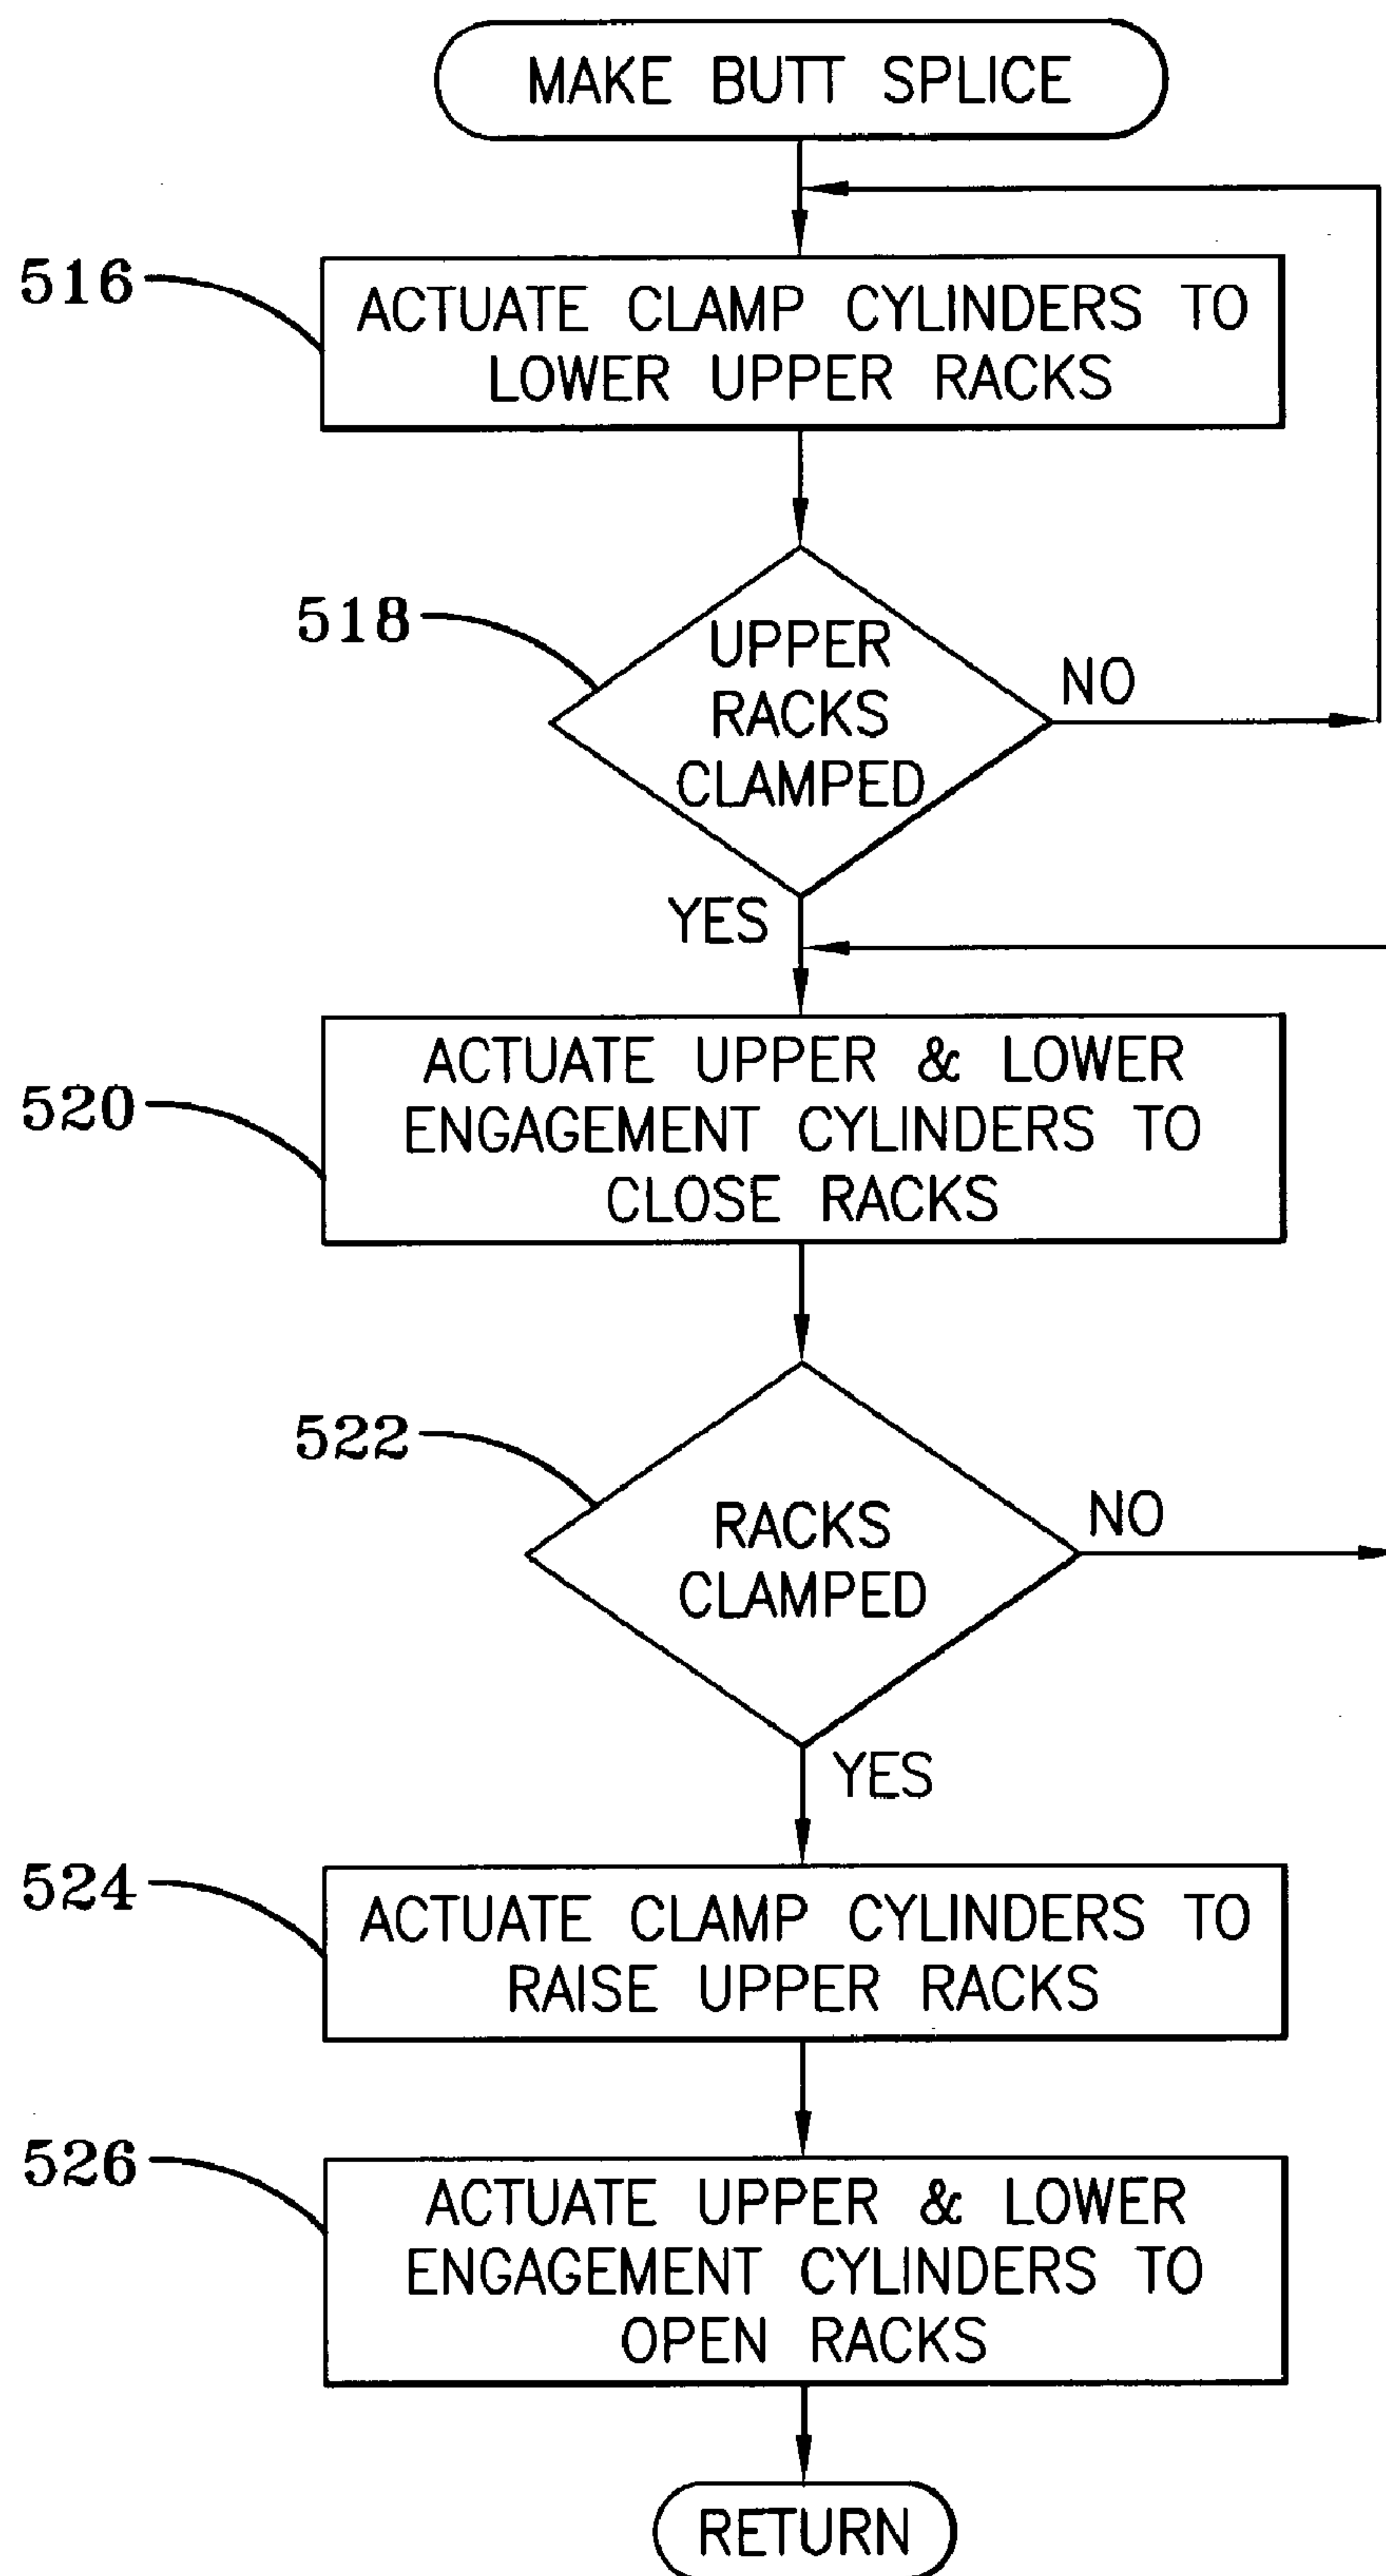 MAKE BUTT SPLICE
516
ACTUATE CLAMP CYLINDERS TO
LOWER UPPER RACKS
518
UPPER
RACKS
CLAMPED
NO
YES
520
ACTUATE UPPER & LOWER
ENGAGEMENT CYLINDERS TO
CLOSE RACKS
522
RACKS
CLAMPED
NO
YES
524
ACTUATE CLAMP CYLINDERS TO
RAISE UPPER RACKS
526
ACTUATE UPPER & LOWER
ENGAGEMENT CYLINDERS TO
OPEN RACKS
RETURN